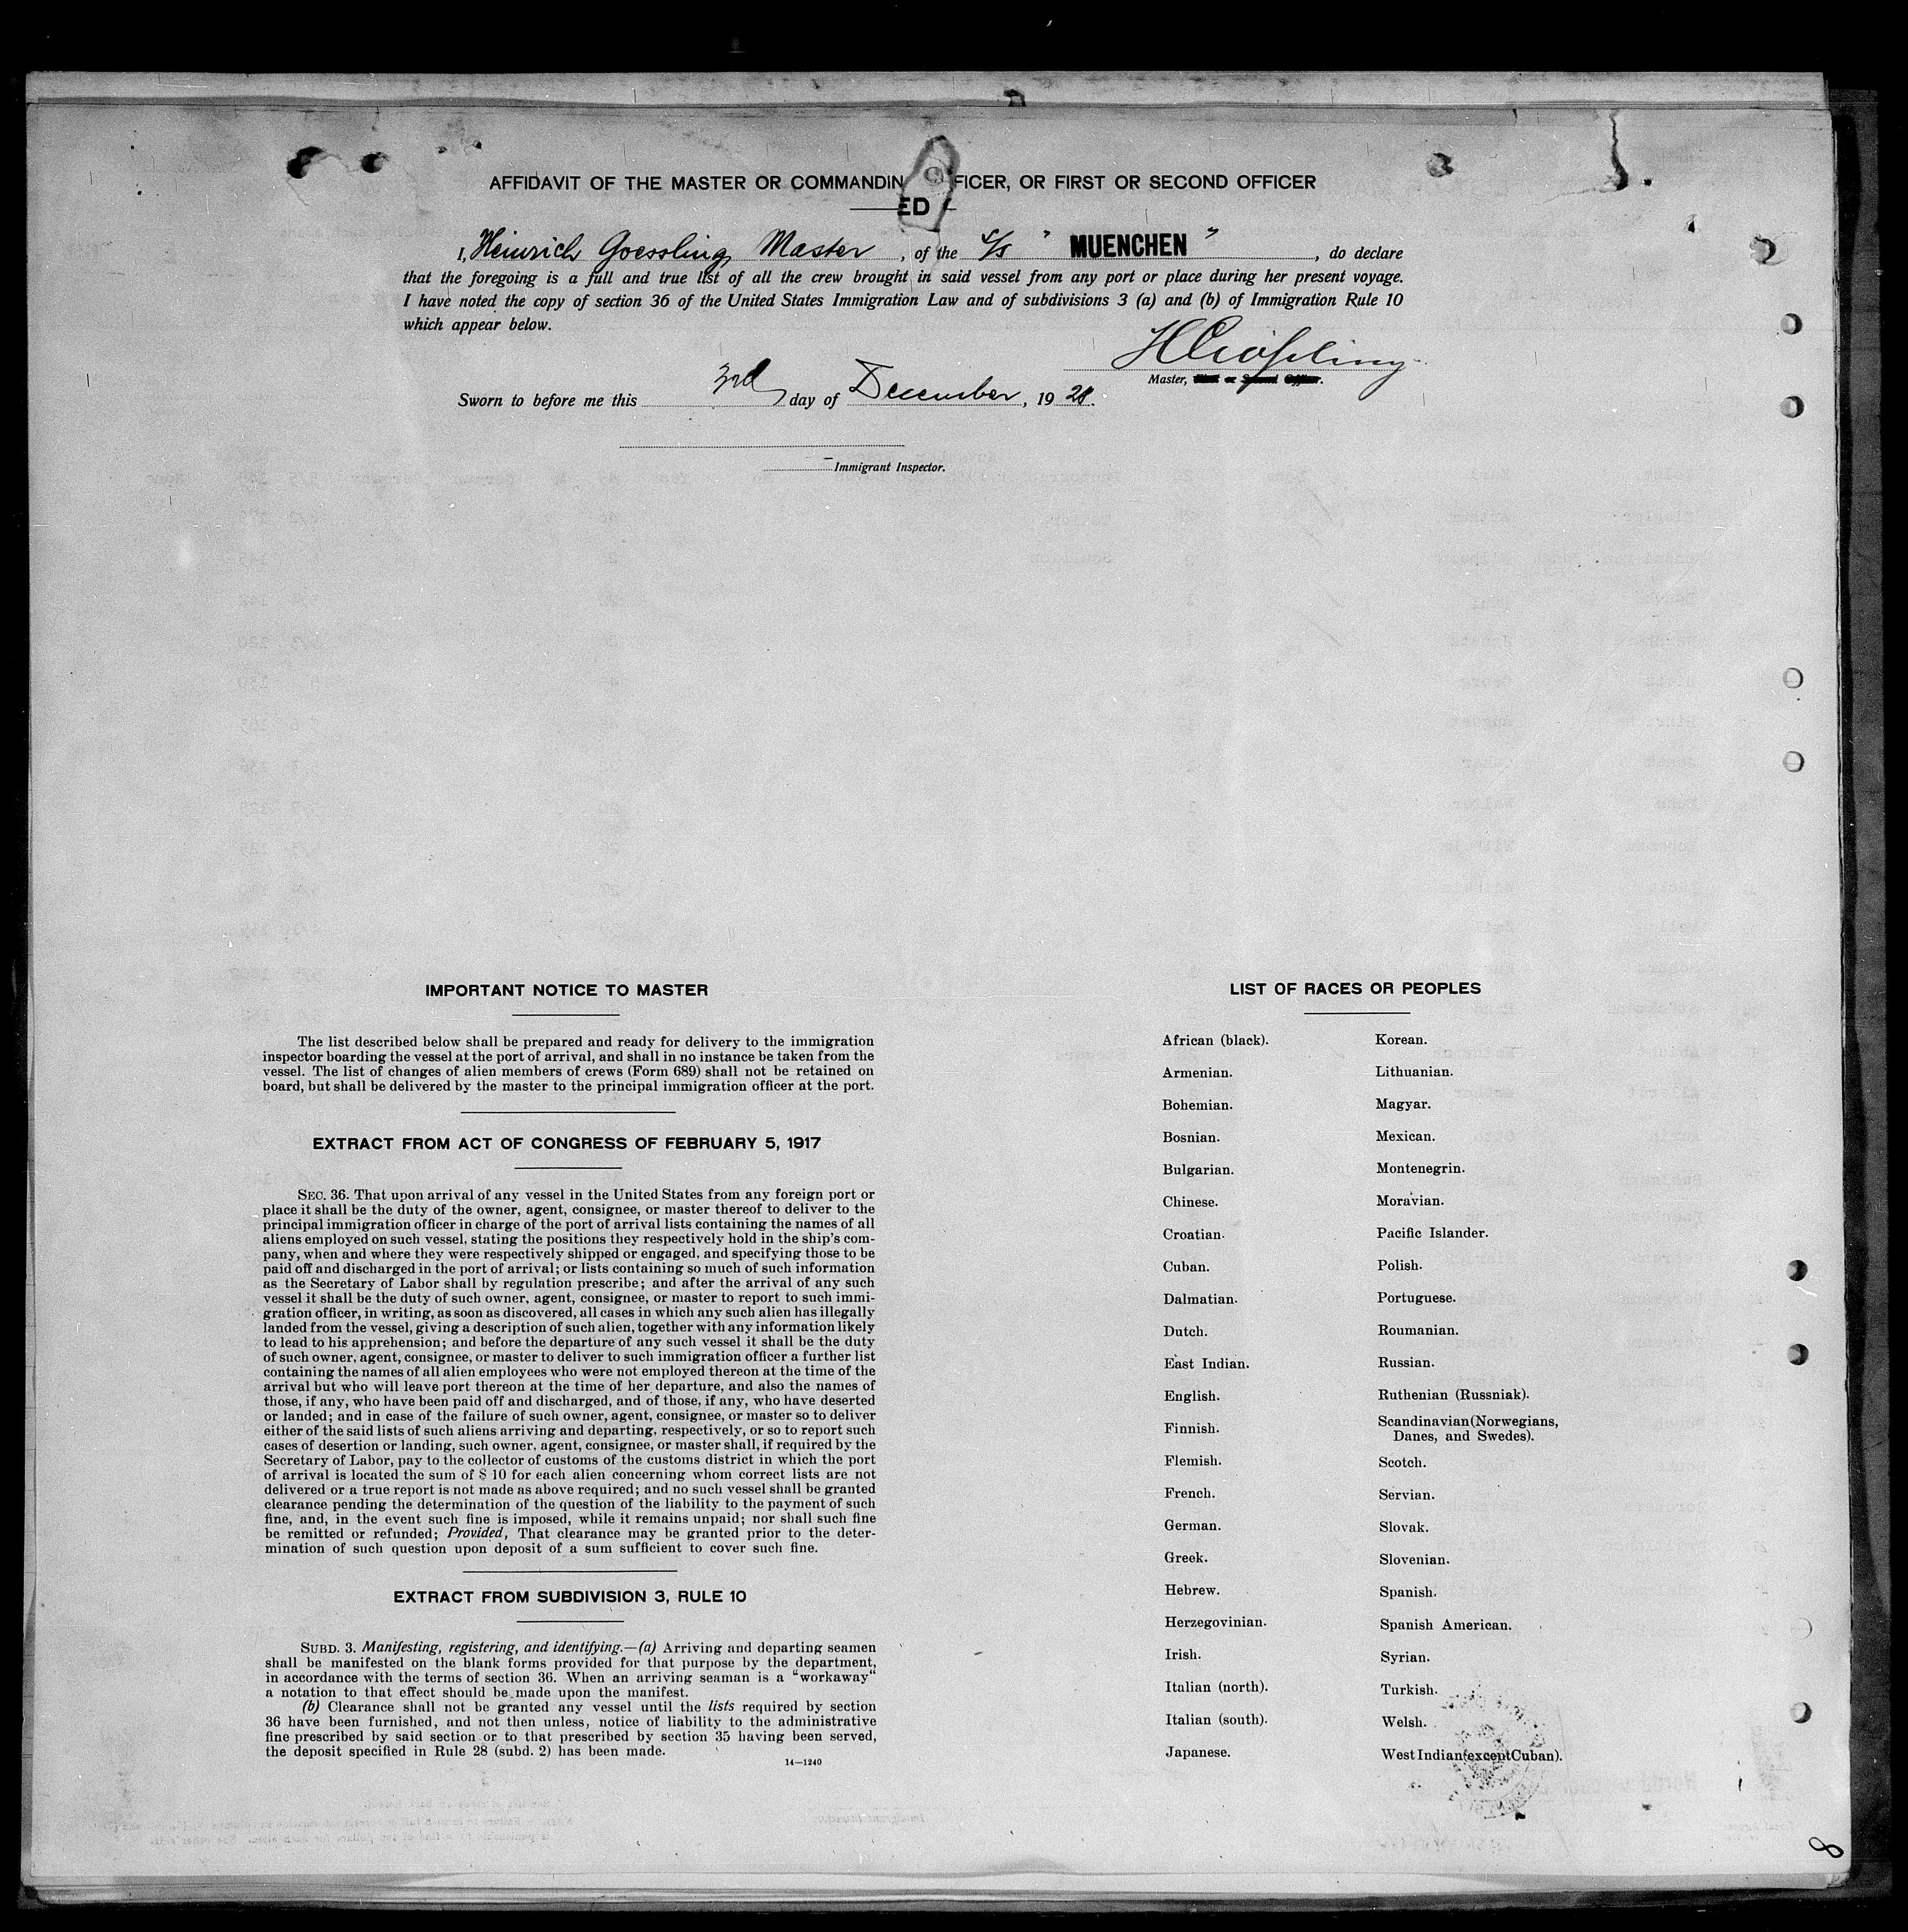 AFFIDAVIT OF THE MASTER OR COMMANDIN FICER, OR FIRST OR SECOND OFFICER
ED
I, Heinrich Goessling Master, of the S/S " MUENCHEN ", do declare
that the foregoing is a full and true list of all the crew brought in said vessel from any port or place during her present voyage.
I have noted the copy of section 36 of the United States Immigration Law and of subdivisions 3 (a) and (b) of Immigration Rule 10
which appear below.
HGoessling
Master, First or Second Officer.
Sworn to before me this 3rd day of December, 1928.
Immigrant Inspector.
IMPORTANT NOTICE TO MASTER
The list described below shall be prepared and ready for delivery to the immigration
inspector boarding the vessel at the port of arrival, and shall in no instance be taken from the
vessel. The list of changes of alien members of crews (Form 689) shall not be retained on
board, but shall be delivered by the master to the principal immigration officer at the port.
EXTRACT FROM ACT OF CONGRESS OF FEBRUARY 5, 1917
SEC. 36. That upon arrival of any vessel in the United States from any foreign port or
place it shall be the duty of the owner, agent, consignee, or master thereof to deliver to the
principal immigration officer in charge of the port of arrival lists containing the names of all
aliens employed on such vessel, stating the positions they respectively hold in the ship's com-
pany, when and where they were respectively shipped or engaged, and specifying those to be
paid off and discharged in the port of arrival; or lists containing so much of such information
as the Secretary of Labor shall by regulation prescribe; and after the arrival of any such
vessel it shall be the duty of such owner, agent, consignee, or master to report to such immi-
gration officer, in writing, as soon as discovered, all cases in which any such alien has illegally
landed from the vessel, giving a description of such alien, together with any information likely
to lead to his apprehension; and before the departure of any such vessel it shall be the duty
of such owner, agent, consignee, or master to deliver to such immigration officer a further list
containing the names of all alien employees who were not employed thereon at the time of the
arrival but who will leave port thereon at the time of her departure, and also the names of
those, if any, who have been paid off and discharged, and of those, if any, who have deserted
or landed; and in case of the failure of such owner, agent, consignee, or master so to deliver
either of the said lists of such aliens arriving and departing, respectively, or so to report such
cases of desertion or landing, such owner, agent, consignee, or master shall, if required by the
Secretary of Labor, pay to the collector of customs of the customs district in which the port
of arrival is located the sum of $ 10 for each alien concerning whom correct lists are not
delivered or a true report is not made as above required; and no such vessel shall be granted
clearance pending the determination of the question of the liability to the payment of such
fine, and, in the event such fine is imposed, while it remains unpaid; nor shall such fine
be remitted or refunded; Provided, That clearance may be granted prior to the deter-
mination of such question upon deposit of a sum sufficient to cover such fine.
EXTRACT FROM SUBDIVISION 3, RULE 10
SUBD. 3. Manifesting, registering, and identifying.—(a) Arriving and departing seamen
shall be manifested on the blank forms provided for that purpose by the department,
in accordance with the terms of section 36. When an arriving seaman is a "workaway"
a notation to that effect should be made upon the manifest.
(b) Clearance shall not be granted any vessel until the lists required by section
36 have been furnished, and not then unless, notice of liability to the administrative
fine prescribed by said section or to that prescribed by section 35 having been served,
the deposit specified in Rule 28 (subd. 2) has been made.
14—1240
LIST OF RACES OR PEOPLES
African (black).
Armenian.
Bohemian.
Bosnian.
Bulgarian.
Chinese.
Croatian.
Cuban.
Dalmatian.
Dutch.
East Indian.
English.
Finnish.
Flemish.
French.
German.
Greek.
Hebrew.
Herzegovinian.
Irish.
Italian (north).
Italian (south).
Japanese.
Korean.
Lithuanian.
Magyar.
Mexican.
Montenegrin.
Moravian.
Pacific Islander.
Polish.
Portuguese.
Roumanian.
Russian.
Ruthenian (Russniak).
Scandinavian (Norwegians,
Danes, and Swedes).
Scotch.
Servian.
Slovak.
Slovenian.
Spanish.
Spanish American.
Syrian.
Turkish.
Welsh.
West Indian (except Cuban).
8